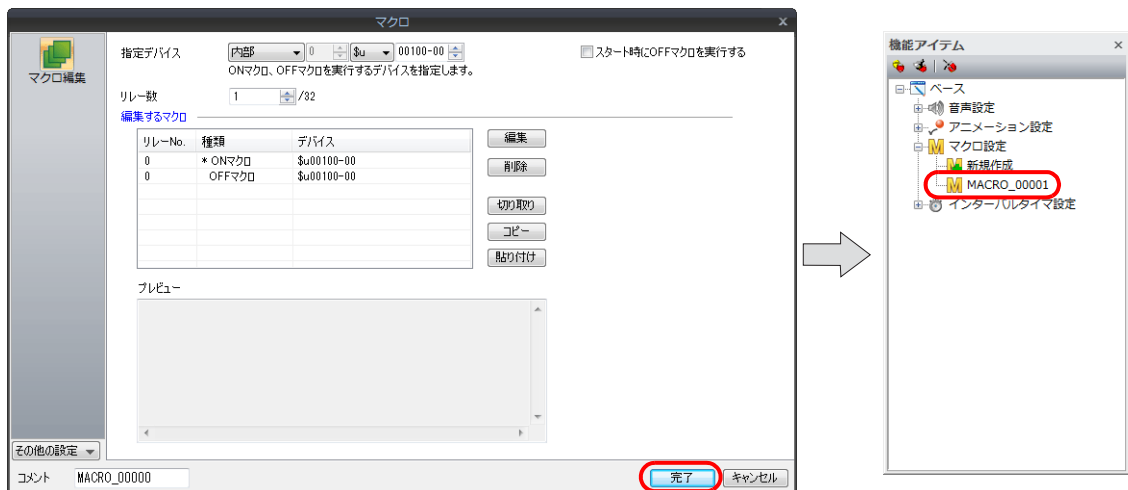 マクロ
x
マクロ編集
指定デバイス 内部 0 $u 00100-00 スタート時にOFFマクロを実行する
ONマクロ、OFFマクロを実行するデバイスを指定します。
リレー数 1 /32
編集するマクロ
リレーNo. 種類 デバイス
0 * ONマクロ $u00100-00
0 OFFマクロ $u00100-00
編集
削除
切り取り
コピー
貼り付け
プレビュー
その他の設定
コメント MACRO_00000
完了 キャンセル
機能アイテム ×
ベース
音声設定
アニメーション設定
マクロ設定
新規作成
MACRO_00001
インターバルタイマ設定